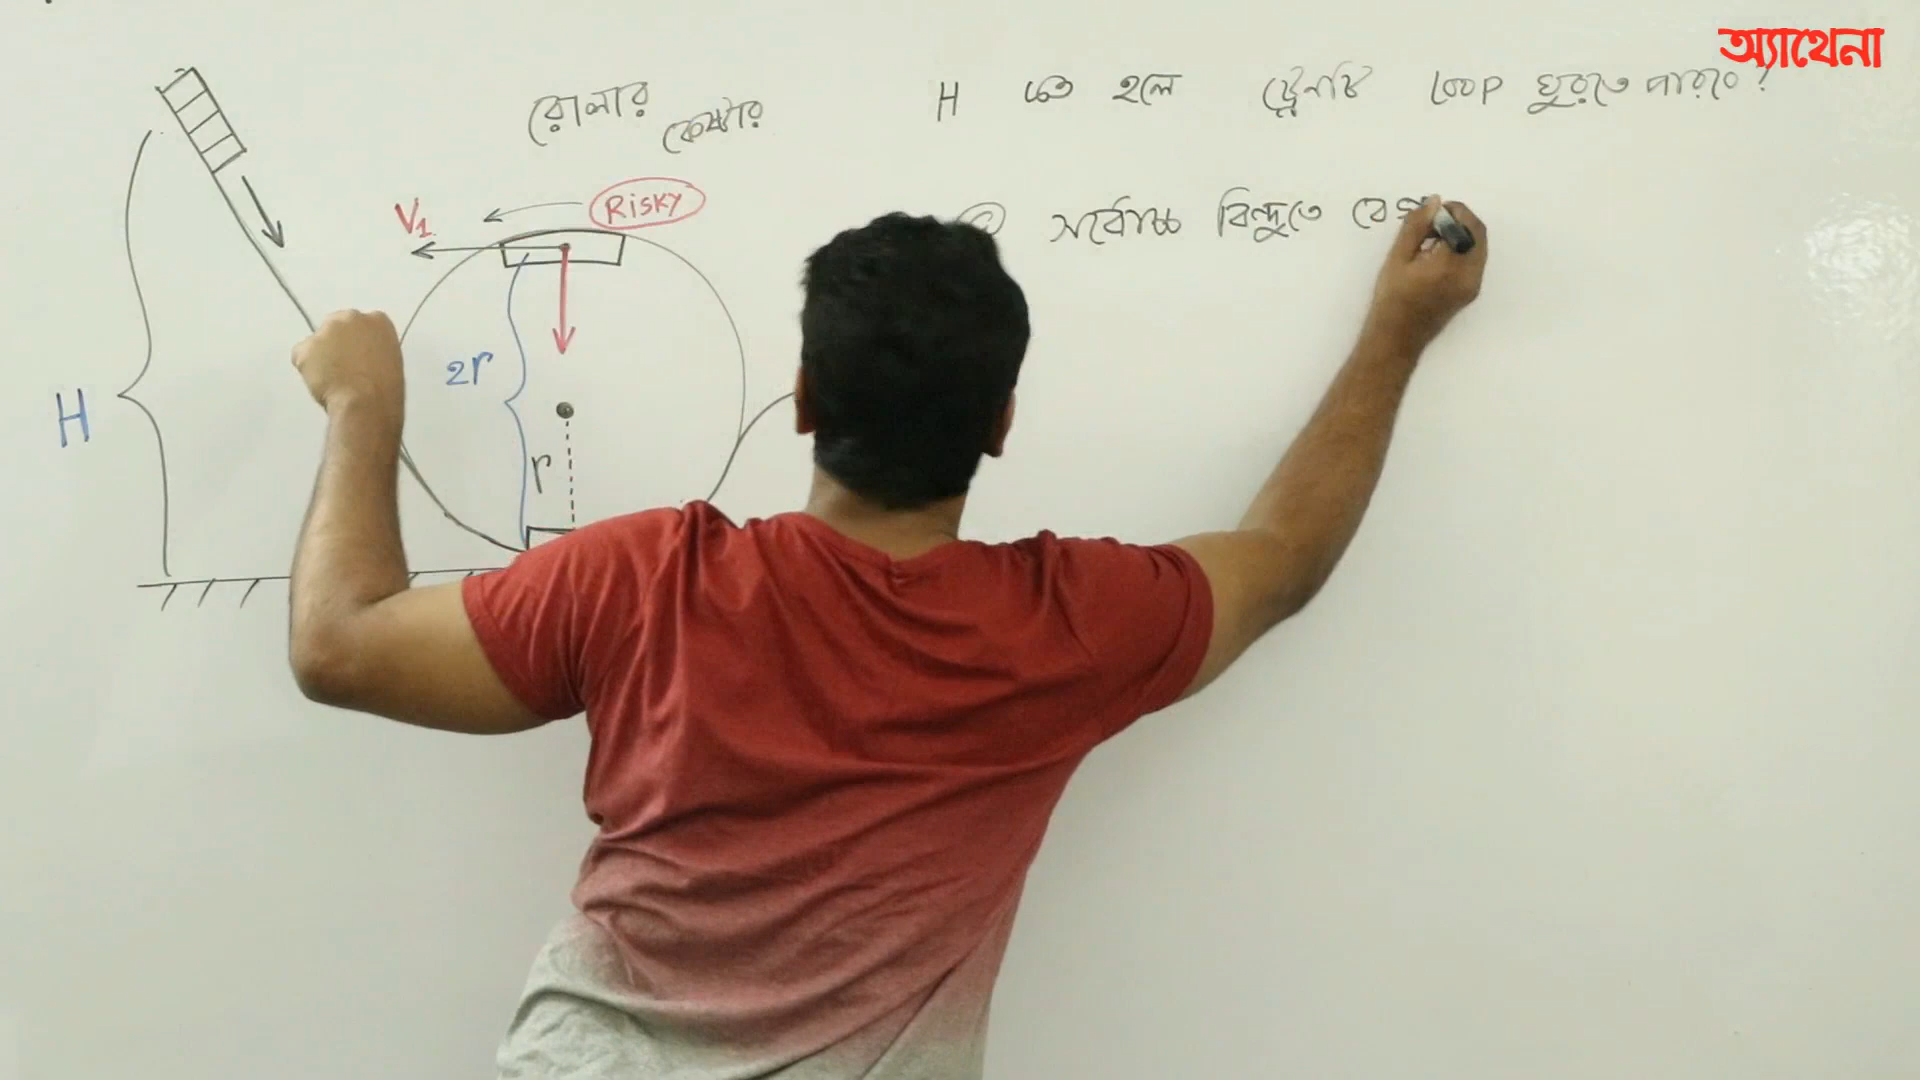 অ্যাথেনা
রোলার কোস্টার
H কত হলে ট্রেনটি loop ঘুরতে পারবে?
সর্বোচ্চ বিন্দুতে বেগ
Risky
V1
2r
H
r